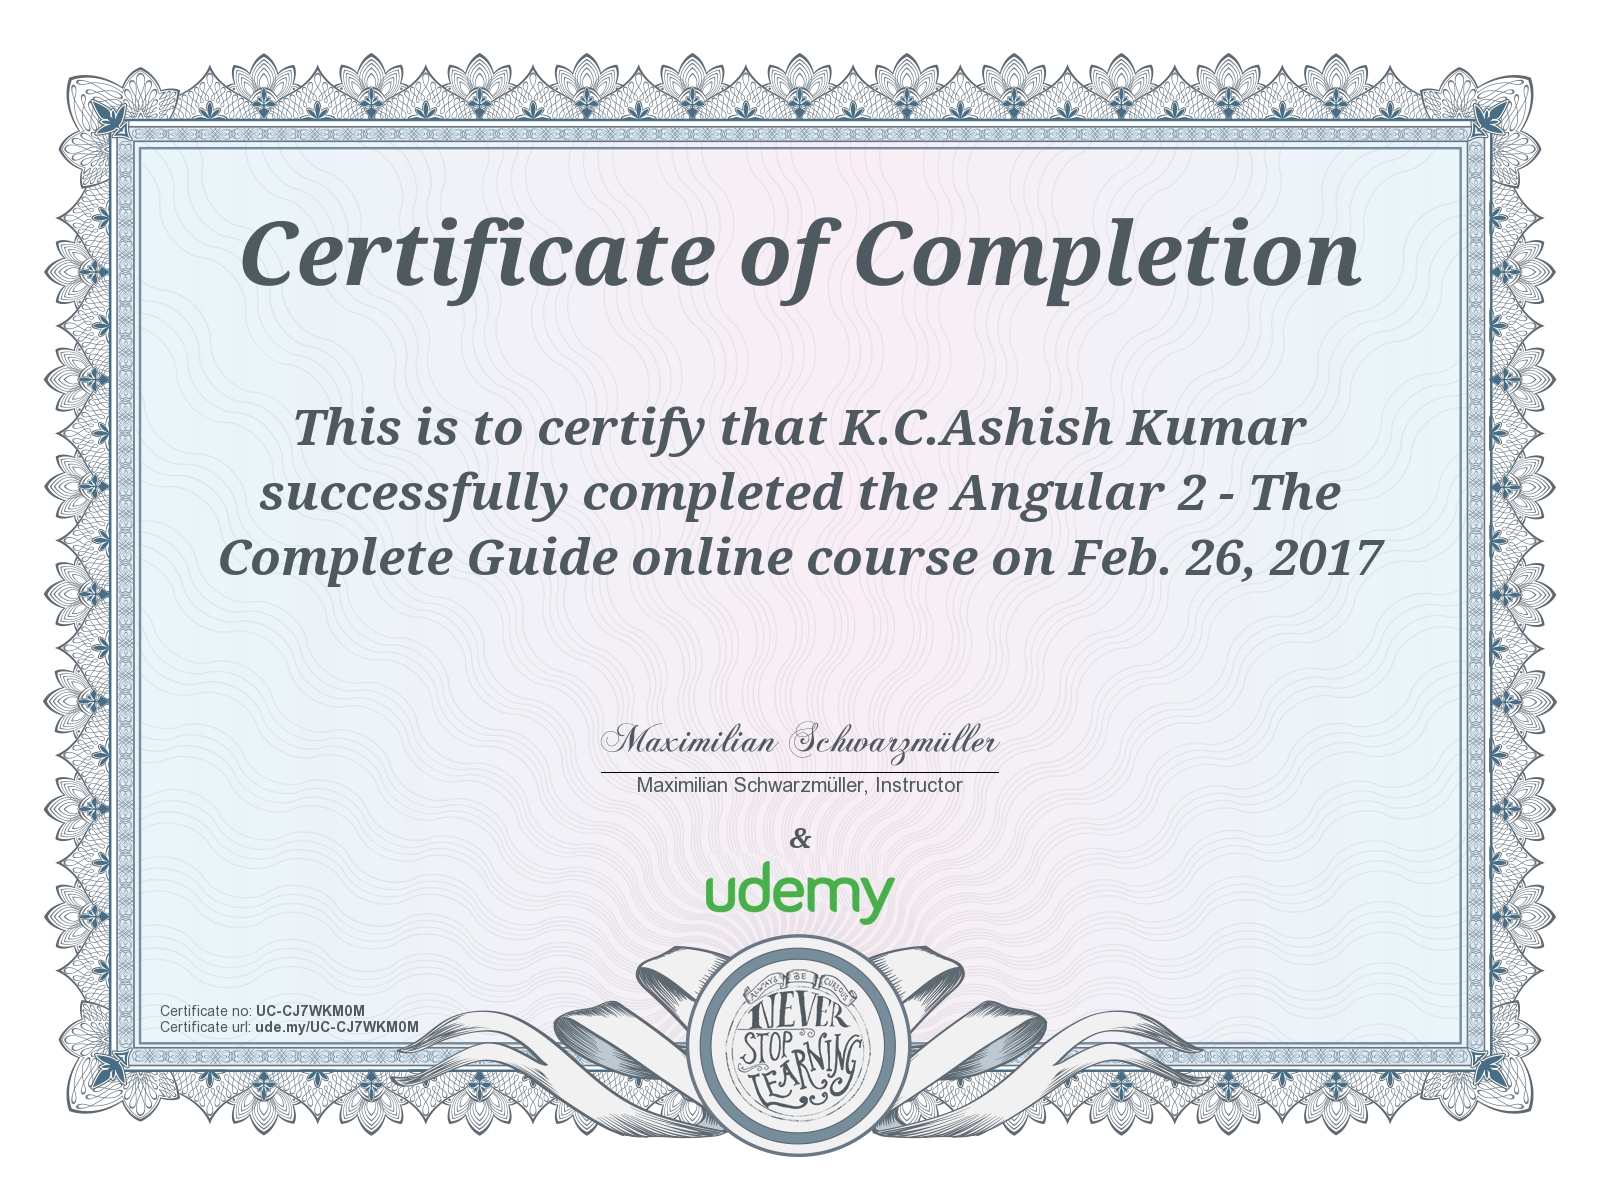 Certificate of Completion
This is to certify that K.C.Ashish Kumar
successfully completed the Angular 2 - The
Complete Guide online course on Feb. 26, 2017
Maximilian Schwarzmüller
Maximilian Schwarzmüller, Instructor
&
udemy
Certificate no: UC-CJ7WKM0M
Certificate url: ude.my/UC-CJ7WKM0M
ALWAYS BE CURIOUS
NEVER
STOP
LEARNING